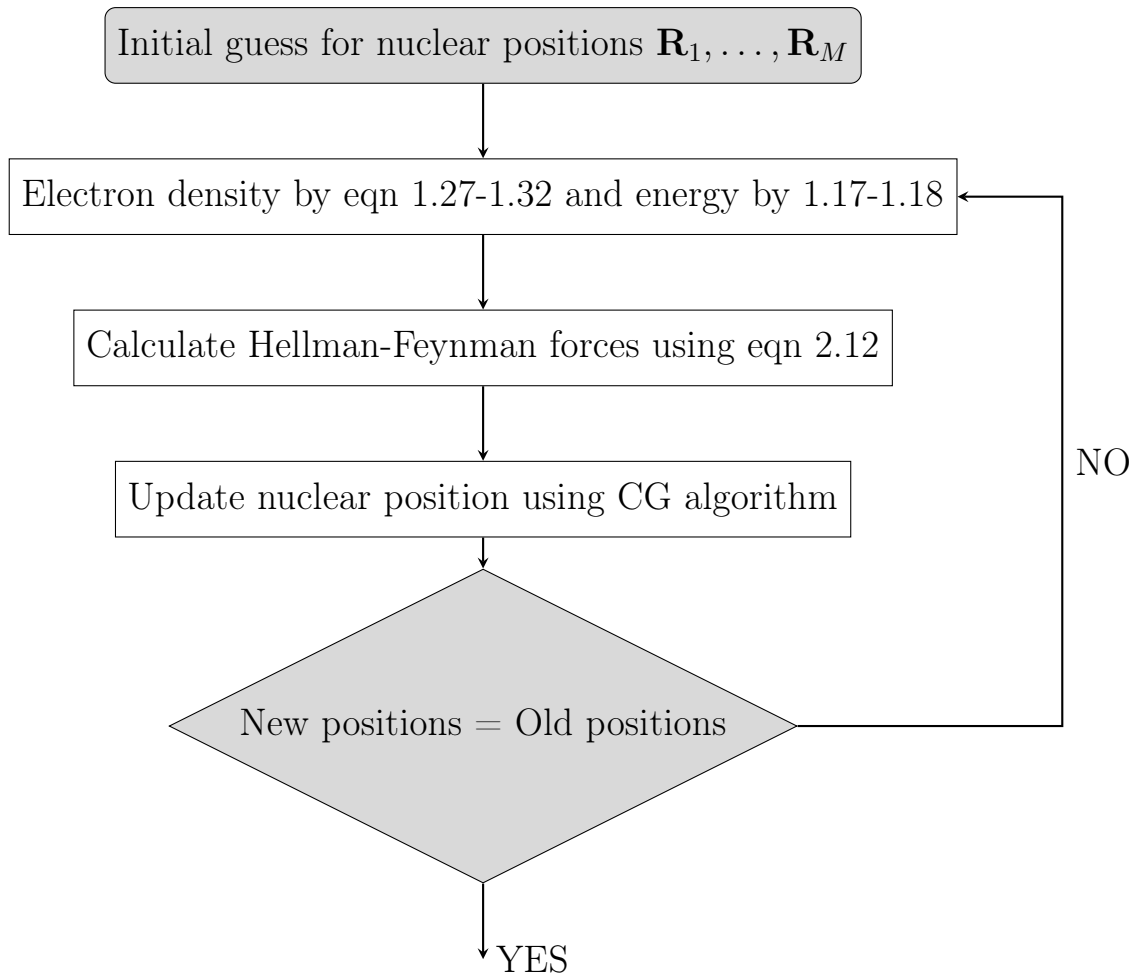 Initial guess for nuclear positions R₁, . . . , R_M
Electron density by eqn 1.27-1.32 and energy by 1.17-1.18
Calculate Hellman-Feynman forces using eqn 2.12
Update nuclear position using CG algorithm
NO
New positions = Old positions
YES